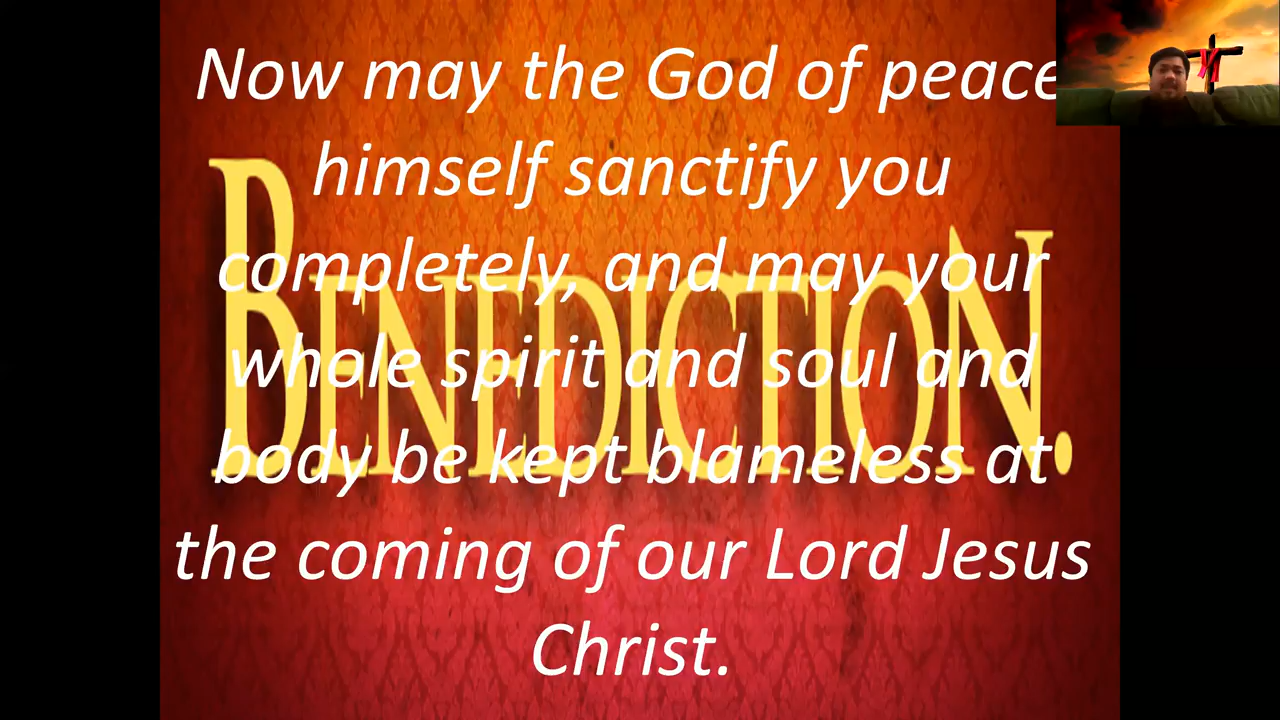 Now may the God of peace
himself sanctify you
completely, and may your
whole spirit and soul and
body be kept blameless at
the coming of our Lord Jesus
Christ.
BENEDICTION.